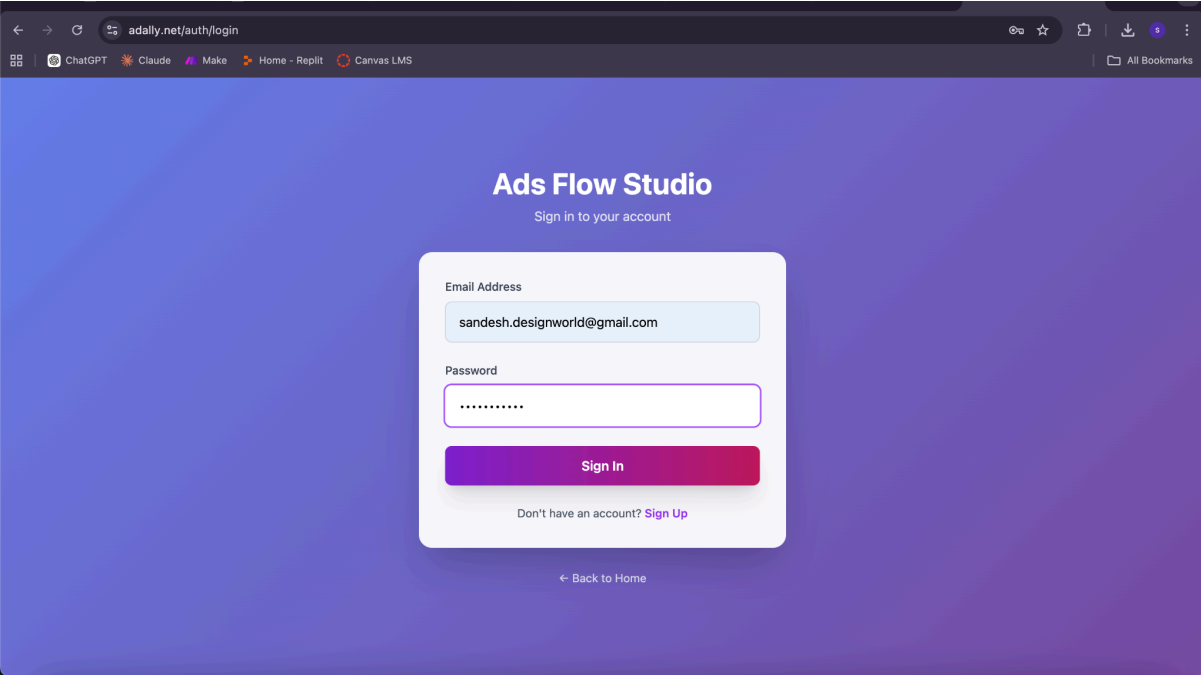 adally.net/auth/login
S
ChatGPT
Claude
Make
Home - Replit
Canvas LMS
All Bookmarks
Ads Flow Studio
Sign in to your account
Email Address
sandesh.designworld@gmail.com
Password
•••••••••••
Sign In
Don't have an account? Sign Up
← Back to Home